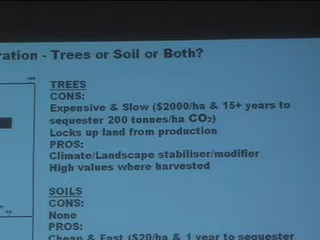 ration - Trees or Soil or Both?
TREES
CONS:
Expensive & Slow ($2000/ha & 15+ years to
sequester 200 tonnes/ha CO₂)
Locks up land from production
PROS:
Climate/Landscape stabiliser/modifier
High values where harvested
SOILS
CONS:
None
PROS:
Cheap & Fast ($20/ha & 1 year to sequester